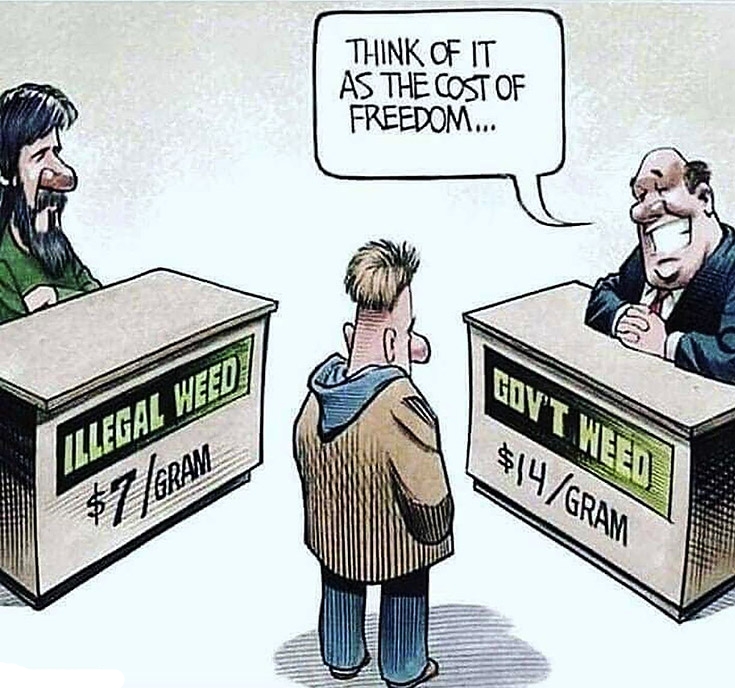 THINK OF IT
AS THE COST OF
FREEDOM...
ILLEGAL WEED
$7/GRAM
GOV'T WEED
$14/GRAM